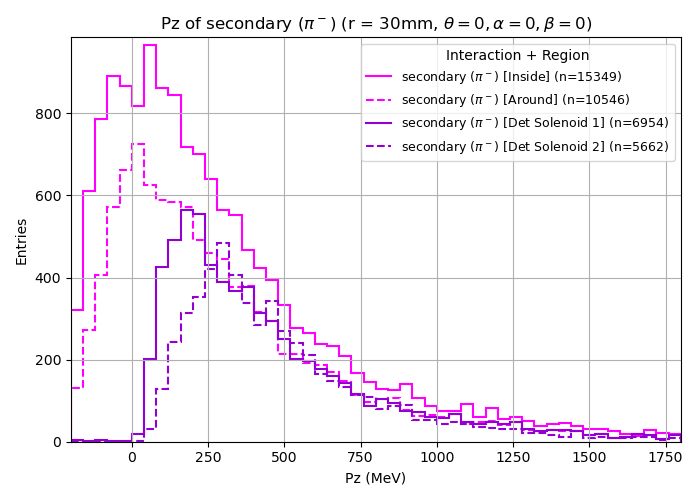 Pz of secondary (π⁻) (r = 30mm, θ = 0, α = 0, β = 0)
Interaction + Region
secondary (π⁻) [Inside] (n=15349)
secondary (π⁻) [Around] (n=10546)
secondary (π⁻) [Det Solenoid 1] (n=6954)
secondary (π⁻) [Det Solenoid 2] (n=5662)
Entries
800
600
400
200
0
0 250 500 750 1000 1250 1500 1750
Pz (MeV)